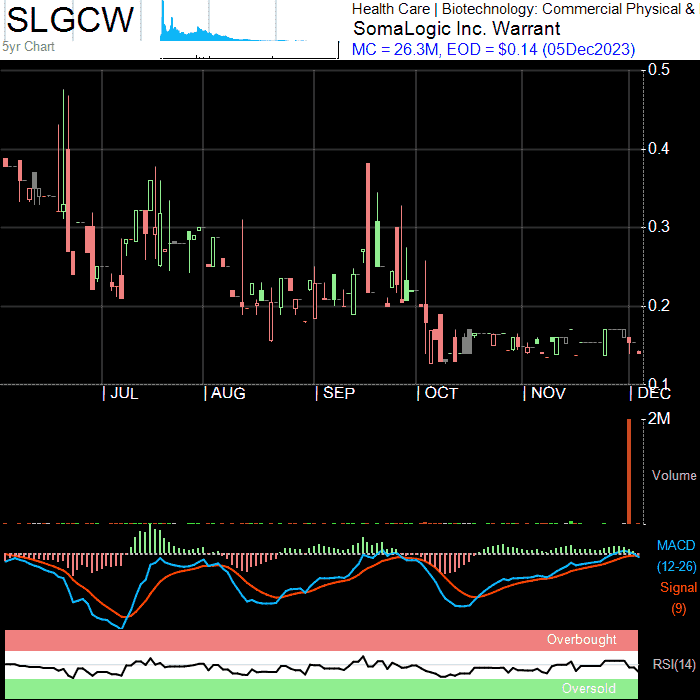 SLGCW
Health Care | Biotechnology: Commercial Physical &
SomaLogic Inc. Warrant
5yr Chart
MC = 26.3M, EOD = $0.14 (05Dec2023)
0.5
0.4
0.3
0.2
0.1
| JUL | AUG | SEP | OCT | NOV | DEC
2M
Volume
MACD
(12-26)
Signal
(9)
Overbought
RSI(14)
Oversold